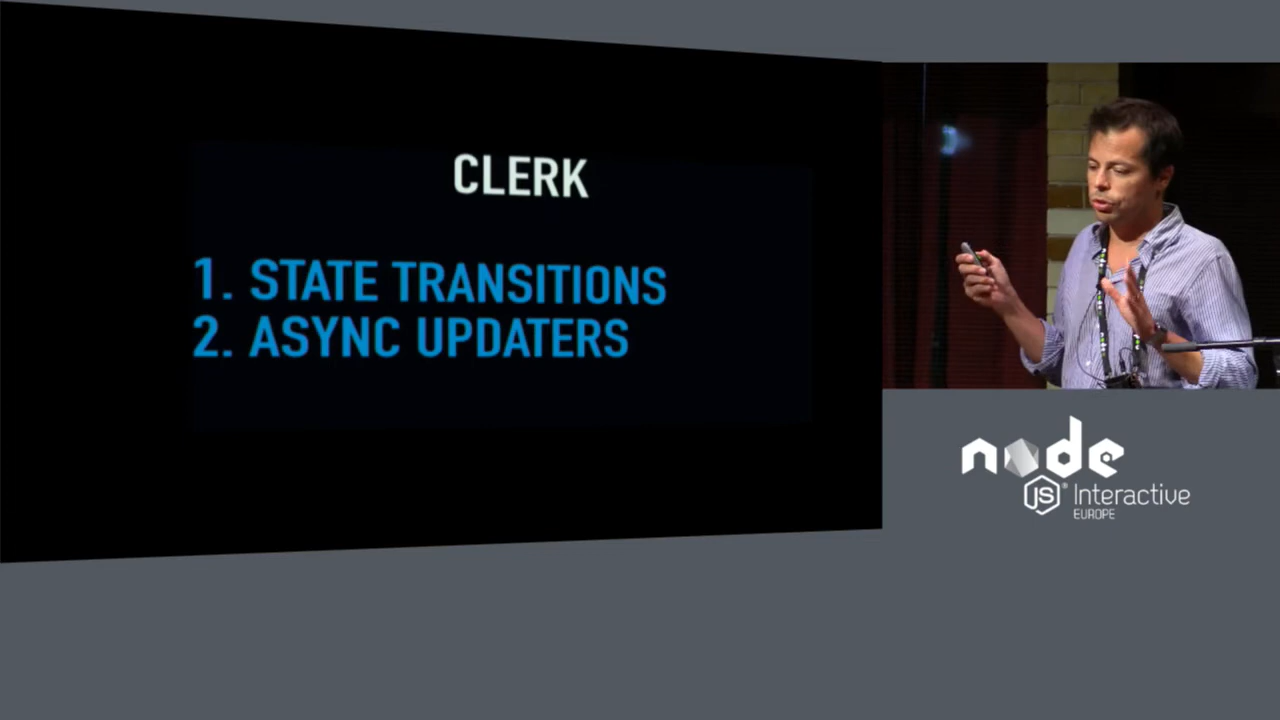 CLERK
1. STATE TRANSITIONS
2. ASYNC UPDATERS
node
JS® Interactive
EUROPE